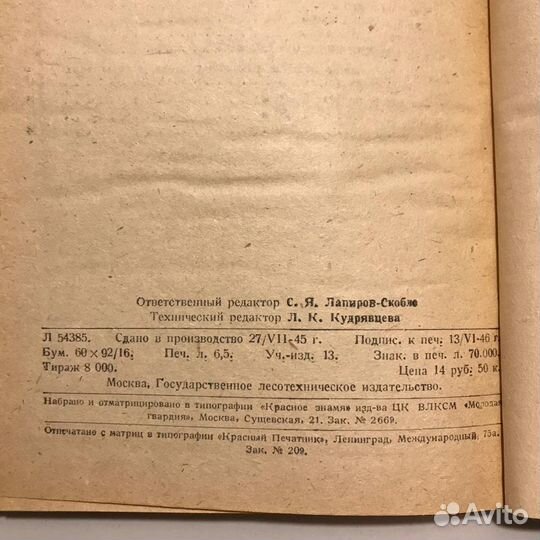 Ответственный редактор С. Я. Лапиров-Скобло
Технический редактор Л. К. Кудрявцева
Л 54385. Сдано в производство 27/VII-45 г. Подпис. к печ. 13/VI-46 г.
Бум. 60 × 92/16. Печ. л. 6,5. Уч.-изд. 13. Знак. в печ. л. 70.000.
Тираж 8 000. Цена 14 руб. 50 к.
Москва, Государственное лесотехническое издательство.
Набрано и отматрицировано в типографии «Красное знамя» изд-ва ЦК ВЛКСМ «Молодая
гвардия», Москва, Сущевская, 21. Зак. № 2669.
Отпечатано с матриц в типографии «Красный Печатник», Ленинград, Международный, 75а.
Зак. № 209.
Avito